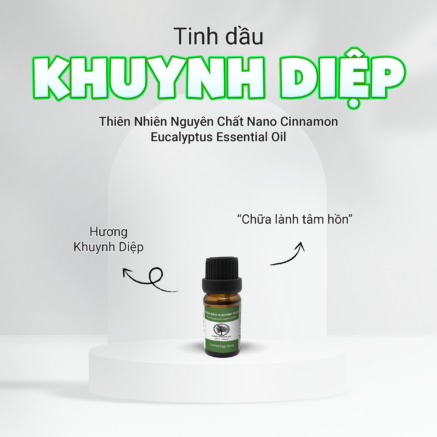 Tinh dầu
KHUYNH DIỆP
Thiên Nhiên Nguyên Chất Nano Cinnamon
Eucalyptus Essential Oil
"Chữa lành tâm hồn"
Hương
Khuynh Diệp